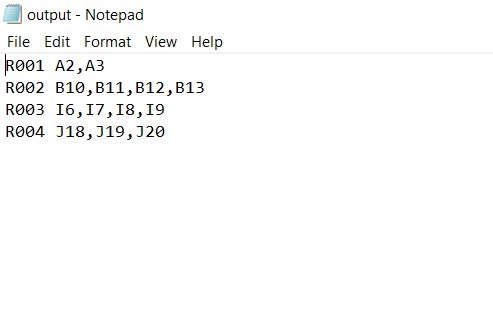 output - Notepad
File Edit Format View Help
R001 A2,A3
R002 B10,B11,B12,B13
R003 I6,I7,I8,I9
R004 J18,J19,J20